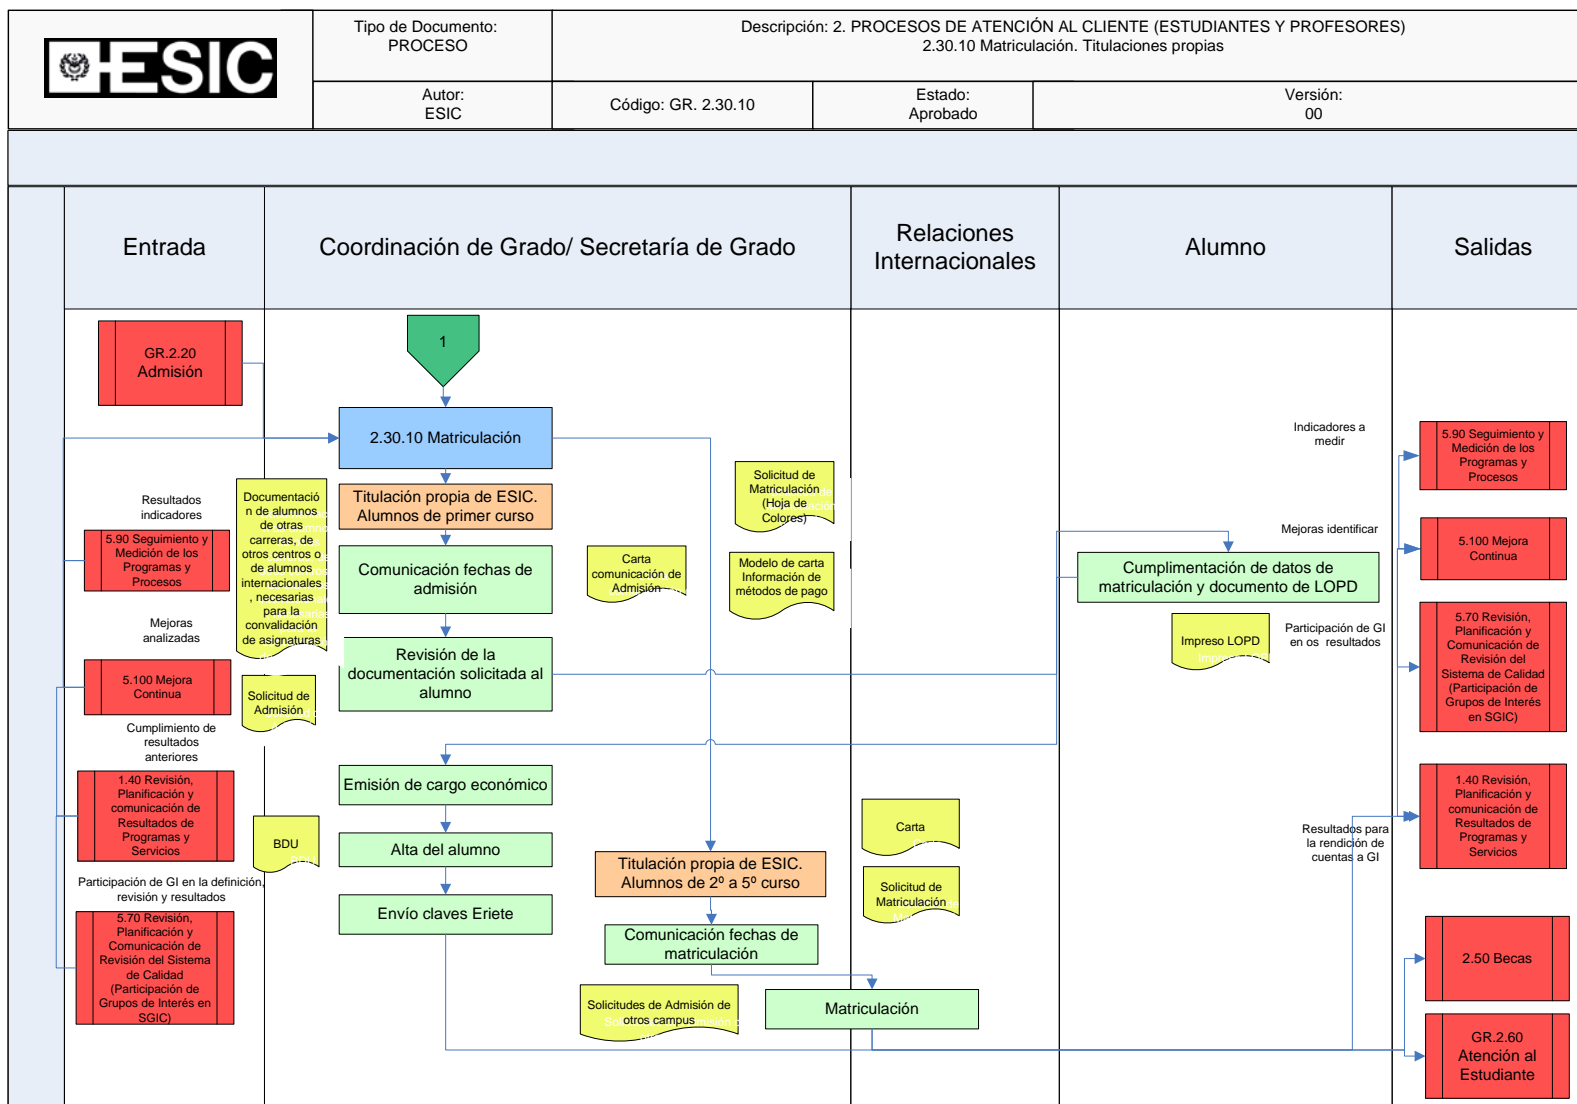 ESIC
Tipo de Documento:
PROCESO
Descripción: 2. PROCESOS DE ATENCIÓN AL CLIENTE (ESTUDIANTES Y PROFESORES)
2.30.10 Matriculación. Titulaciones propias
Autor:
ESIC
Código: GR. 2.30.10
Estado:
Aprobado
Versión:
00
Entrada
Coordinación de Grado/ Secretaría de Grado
Relaciones
Internacionales
Alumno
Salidas
GR.2.20
Admisión
Resultados
indicadores
5.90 Seguimiento y
Medición de los
Programas y
Procesos
Mejoras
analizadas
5.100 Mejora
Continua
Cumplimiento de
resultados
anteriores
1.40 Revisión,
Planificación y
comunicación de
Resultados de
Programas y
Servicios
Participación de GI en la definición,
revisión y resultados
5.70 Revisión,
Planificación y
Comunicación de
Revisión del Sistema
de Calidad
(Participación de
Grupos de Interés en
SGIC)
Documentació
n de alumnos
de otras
carreras, de
otros centros o
de alumnos
internacionales
, necesarias
para la
convalidación
de asignaturas
Solicitud de
Admisión
BDU
1
2.30.10 Matriculación
Titulación propia de ESIC.
Alumnos de primer curso
Comunicación fechas de
admisión
Revisión de la
documentación solicitada al
alumno
Emisión de cargo económico
Alta del alumno
Envío claves Eriete
Carta
comunicación de
Admisión
Solicitud de
Matriculación
(Hoja de
Colores)
Modelo de carta
Información de
métodos de pago
Titulación propia de ESIC.
Alumnos de 2º a 5º curso
Comunicación fechas de
matriculación
Solicitudes de Admisión de
otros campus
Matriculación
Carta
Solicitud de
Matriculación
Cumplimentación de datos de
matriculación y documento de LOPD
Impreso LOPD
Indicadores a
medir
5.90 Seguimiento y
Medición de los
Programas y
Procesos
Mejoras identificar
5.100 Mejora
Continua
Participación de GI
en os resultados
5.70 Revisión,
Planificación y
Comunicación de
Revisión del
Sistema de Calidad
(Participación de
Grupos de Interés
en SGIC)
Resultados para
la rendición de
cuentas a GI
1.40 Revisión,
Planificación y
comunicación de
Resultados de
Programas y
Servicios
2.50 Becas
GR.2.60
Atención al
Estudiante